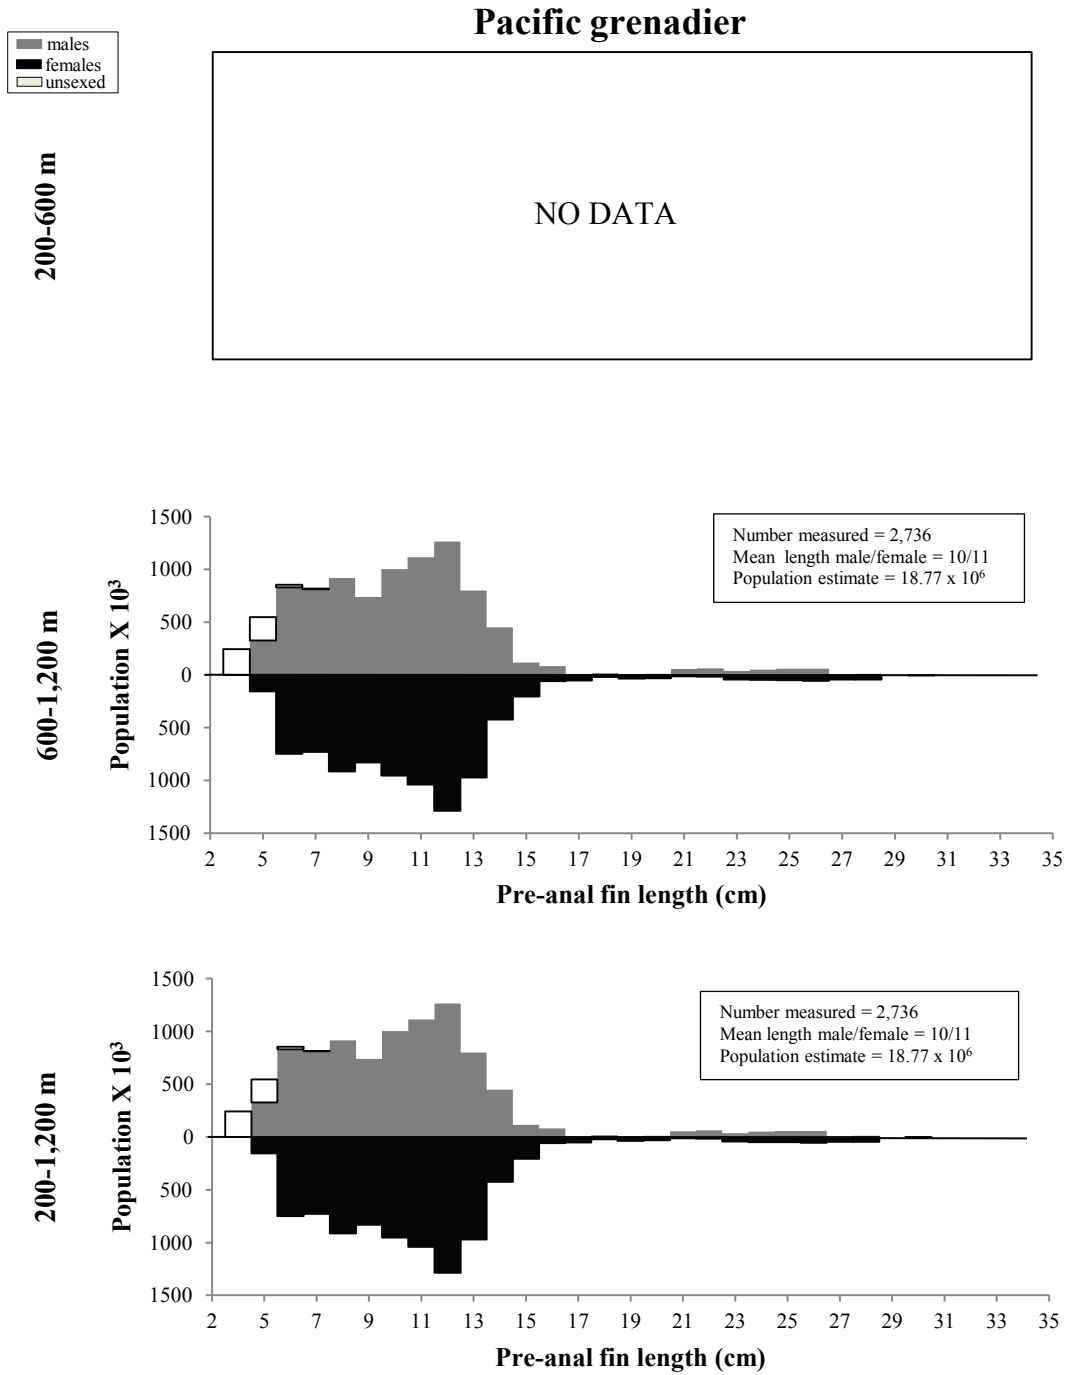 Pacific grenadier
males
females
unsexed
200-600 m
NO DATA
600-1,200 m
Population X 10³
1500
1000
500
0
500
1000
1500
Number measured = 2,736
Mean length male/female = 10/11
Population estimate = 18.77 x 10⁶
2 5 7 9 11 13 15 17 19 21 23 25 27 29 31 33 35
Pre-anal fin length (cm)
200-1,200 m
Population X 10³
1500
1000
500
0
500
1000
1500
Number measured = 2,736
Mean length male/female = 10/11
Population estimate = 18.77 x 10⁶
2 5 7 9 11 13 15 17 19 21 23 25 27 29 31 33 35
Pre-anal fin length (cm)